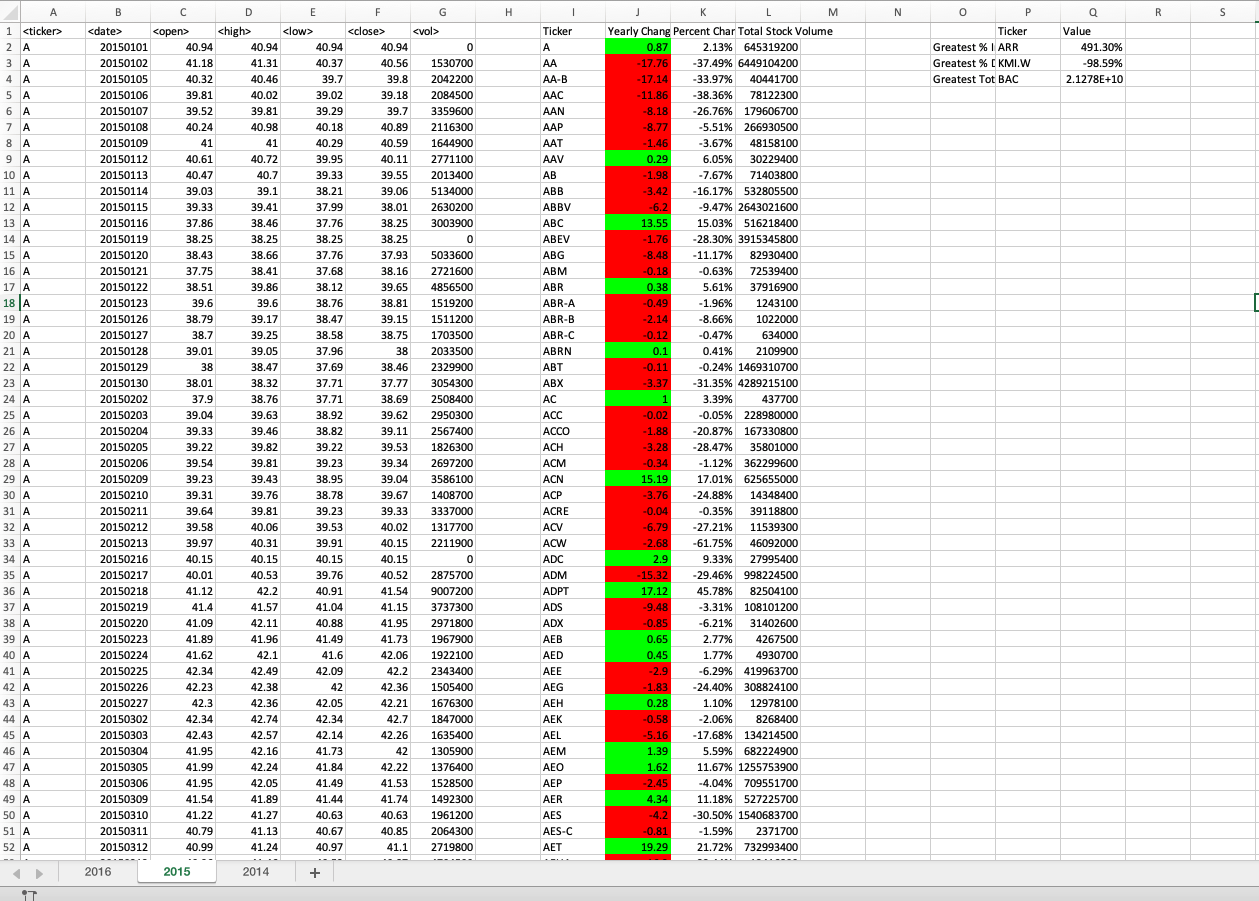 A B C D E F G H I J K L M N O P Q R S
1 <ticker> <date> <open> <high> <low> <close> <vol> Ticker Yearly Chang Percent Char Total Stock Volume Ticker Value
2 A 20150101 40.94 40.94 40.94 40.94 0 A 0.87 2.13% 645319200 Greatest % I ARR 491.30%
3 A 20150102 41.18 41.31 40.37 40.56 1530700 AA -17.76 -37.49% 6449104200 Greatest % D KMI.W -98.59%
4 A 20150105 40.32 40.46 39.7 39.8 2042200 AA-B -17.14 -33.97% 40441700 Greatest Tot BAC 2.1278E+10
5 A 20150106 39.81 40.02 39.02 39.18 2084500 AAC -11.86 -38.36% 78122300
6 A 20150107 39.52 39.81 39.29 39.7 3359600 AAN -8.18 -26.76% 179606700
7 A 20150108 40.24 40.98 40.18 40.89 2116300 AAP -8.77 -5.51% 266930500
8 A 20150109 41 41 40.29 40.59 1644900 AAT -1.46 -3.67% 48158100
9 A 20150112 40.61 40.72 39.95 40.11 2771100 AAV 0.29 6.05% 30229400
10 A 20150113 40.47 40.7 39.33 39.55 2013400 AB -1.98 -7.67% 71403800
11 A 20150114 39.03 39.1 38.21 39.06 5134000 ABB -3.42 -16.17% 532805500
12 A 20150115 39.33 39.41 37.99 38.01 2630200 ABBV -6.2 -9.47% 2643021600
13 A 20150116 37.86 38.46 37.76 38.25 3003900 ABC 13.55 15.03% 516218400
14 A 20150119 38.25 38.25 38.25 38.25 0 ABEV -1.76 -28.30% 3915345800
15 A 20150120 38.43 38.66 37.76 37.93 5033600 ABG -8.48 -11.17% 82930400
16 A 20150121 37.75 38.41 37.68 38.16 2721600 ABM -0.18 -0.63% 72539400
17 A 20150122 38.51 39.86 38.12 39.65 4856500 ABR 0.38 5.61% 37916900
18 A 20150123 39.6 39.6 38.76 38.81 1519200 ABR-A -0.49 -1.96% 1243100
19 A 20150126 38.79 39.17 38.47 39.15 1511200 ABR-B -2.14 -8.66% 1022000
20 A 20150127 38.7 39.25 38.58 38.75 1703500 ABR-C -0.12 -0.47% 634000
21 A 20150128 39.01 39.05 37.96 38 2033500 ABRN 0.1 0.41% 2109900
22 A 20150129 38 38.47 37.69 38.46 2329900 ABT -0.11 -0.24% 1469310700
23 A 20150130 38.01 38.32 37.71 37.77 3054300 ABX -3.37 -31.35% 4289215100
24 A 20150202 37.9 38.76 37.71 38.69 2508400 AC 1 3.39% 437700
25 A 20150203 39.04 39.63 38.92 39.62 2950300 ACC -0.02 -0.05% 228980000
26 A 20150204 39.33 39.46 38.82 39.11 2567400 ACCO -1.88 -20.87% 167330800
27 A 20150205 39.22 39.82 39.22 39.53 1826300 ACH -3.28 -28.47% 35801000
28 A 20150206 39.54 39.81 39.23 39.34 2697200 ACM -0.34 -1.12% 362299600
29 A 20150209 39.23 39.43 38.95 39.04 3586100 ACN 15.19 17.01% 625655000
30 A 20150210 39.31 39.76 38.78 39.67 1408700 ACP -3.76 -24.88% 14348400
31 A 20150211 39.64 39.81 39.23 39.33 3337000 ACRE -0.04 -0.35% 39118800
32 A 20150212 39.58 40.06 39.53 40.02 1317700 ACV -6.79 -27.21% 11539300
33 A 20150213 39.97 40.31 39.91 40.15 2211900 ACW -2.68 -61.75% 46092000
34 A 20150216 40.15 40.15 40.15 40.15 0 ADC 2.9 9.33% 27995400
35 A 20150217 40.01 40.53 39.76 40.52 2875700 ADM -15.32 -29.46% 998224500
36 A 20150218 41.12 42.2 40.91 41.54 9007200 ADPT 17.12 45.78% 82504100
37 A 20150219 41.4 41.57 41.04 41.15 3737300 ADS -9.48 -3.31% 108101200
38 A 20150220 41.09 42.11 40.88 41.95 2971800 ADX -0.85 -6.21% 31402600
39 A 20150223 41.89 41.96 41.49 41.73 1967900 AEB 0.65 2.77% 4267500
40 A 20150224 41.62 42.1 41.6 42.06 1922100 AED 0.45 1.77% 4930700
41 A 20150225 42.34 42.49 42.09 42.2 2343400 AEE -2.9 -6.29% 419963700
42 A 20150226 42.23 42.38 42 42.36 1505400 AEG -1.83 -24.40% 308824100
43 A 20150227 42.3 42.36 42.05 42.21 1676300 AEH 0.28 1.10% 12978100
44 A 20150302 42.34 42.74 42.34 42.7 1847000 AEK -0.58 -2.06% 8268400
45 A 20150303 42.43 42.57 42.14 42.26 1635400 AEL -5.16 -17.68% 134214500
46 A 20150304 41.95 42.16 41.73 42 1305900 AEM 1.39 5.59% 682224900
47 A 20150305 41.99 42.24 41.84 42.22 1376400 AEO 1.62 11.67% 1255753900
48 A 20150306 41.95 42.05 41.49 41.53 1528500 AEP -2.45 -4.04% 709551700
49 A 20150309 41.54 41.89 41.44 41.74 1492300 AER 4.34 11.18% 527225700
50 A 20150310 41.22 41.27 40.63 40.63 1961200 AES -4.2 -30.50% 1540683700
51 A 20150311 40.79 41.13 40.67 40.85 2064300 AES-C -0.81 -1.59% 2371700
52 A 20150312 40.99 41.24 40.97 41.1 2719800 AET 19.29 21.72% 732993400
2016 2015 2014 +